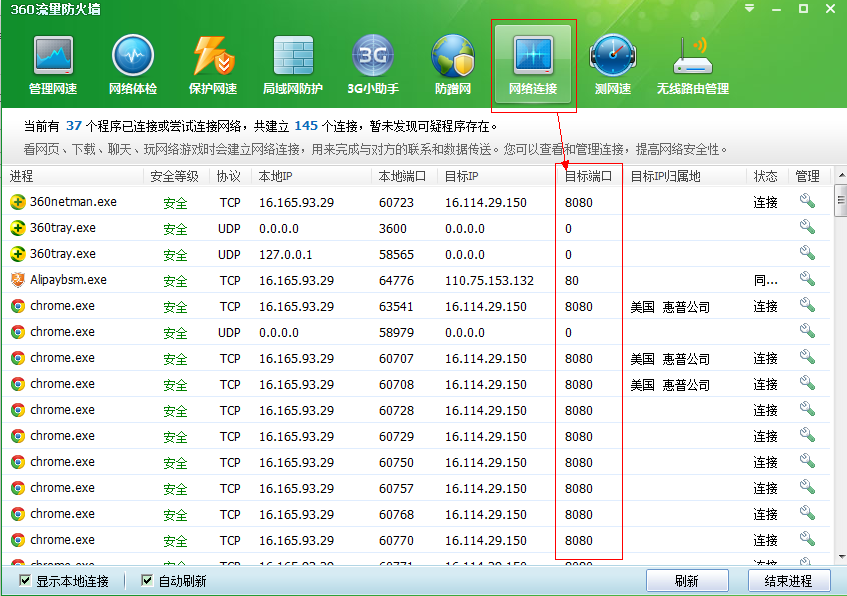 360流量防火墙
管理网速 网络体检 保护网速 局域网防护 3G小助手 防蹭网 网络连接 测网速 无线路由管理
当前有 37 个程序已连接或尝试连接网络，共建立 145 个连接，暂未发现可疑程序存在。
看网页、下载、聊天、玩网络游戏时会建立网络连接，用来完成与对方的联系和数据传送。您可以查看和管理连接，提高网络安全性。
进程 安全等级 协议 本地IP 本地端口 目标IP 目标端口 目标IP归属地 状态 管理
360netman.exe 安全 TCP 16.165.93.29 60723 16.114.29.150 8080 连接
360tray.exe 安全 UDP 0.0.0.0 3600 0.0.0.0 0
360tray.exe 安全 UDP 127.0.0.1 58565 0.0.0.0 0
Alipaybsm.exe 安全 TCP 16.165.93.29 64776 110.75.153.132 80 同...
chrome.exe 安全 TCP 16.165.93.29 63541 16.114.29.150 8080 美国 惠普公司 连接
chrome.exe 安全 UDP 0.0.0.0 58979 0.0.0.0 0
chrome.exe 安全 TCP 16.165.93.29 60707 16.114.29.150 8080 美国 惠普公司 连接
chrome.exe 安全 TCP 16.165.93.29 60708 16.114.29.150 8080 美国 惠普公司 连接
chrome.exe 安全 TCP 16.165.93.29 60728 16.114.29.150 8080 连接
chrome.exe 安全 TCP 16.165.93.29 60729 16.114.29.150 8080 连接
chrome.exe 安全 TCP 16.165.93.29 60750 16.114.29.150 8080 连接
chrome.exe 安全 TCP 16.165.93.29 60757 16.114.29.150 8080 连接
chrome.exe 安全 TCP 16.165.93.29 60768 16.114.29.150 8080 连接
chrome.exe 安全 TCP 16.165.93.29 60770 16.114.29.150 8080 连接
显示本地连接 自动刷新 刷新 结束进程